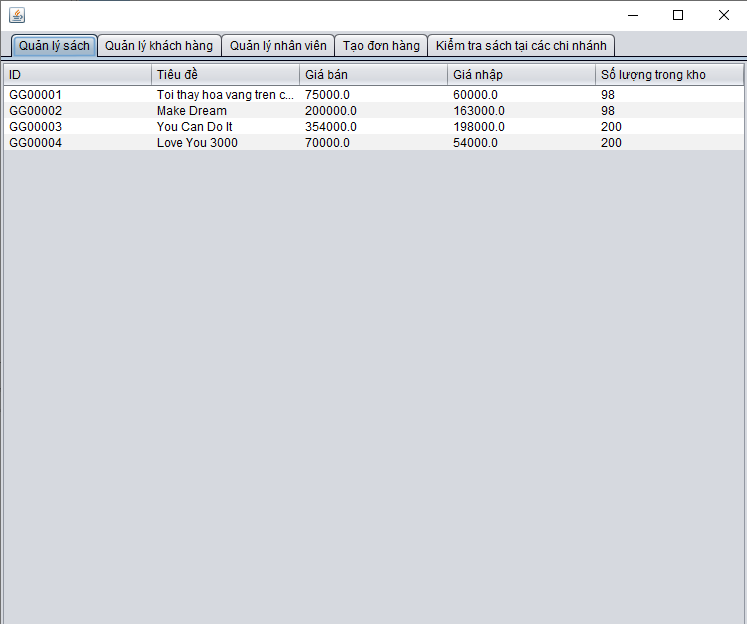 Quản lý sách Quản lý khách hàng Quản lý nhân viên Tạo đơn hàng Kiểm tra sách tại các chi nhánh
ID Tiêu đề Giá bán Giá nhập Số lượng trong kho
GG00001 Toi thay hoa vang tren c... 75000.0 60000.0 98
GG00002 Make Dream 200000.0 163000.0 98
GG00003 You Can Do It 354000.0 198000.0 200
GG00004 Love You 3000 70000.0 54000.0 200